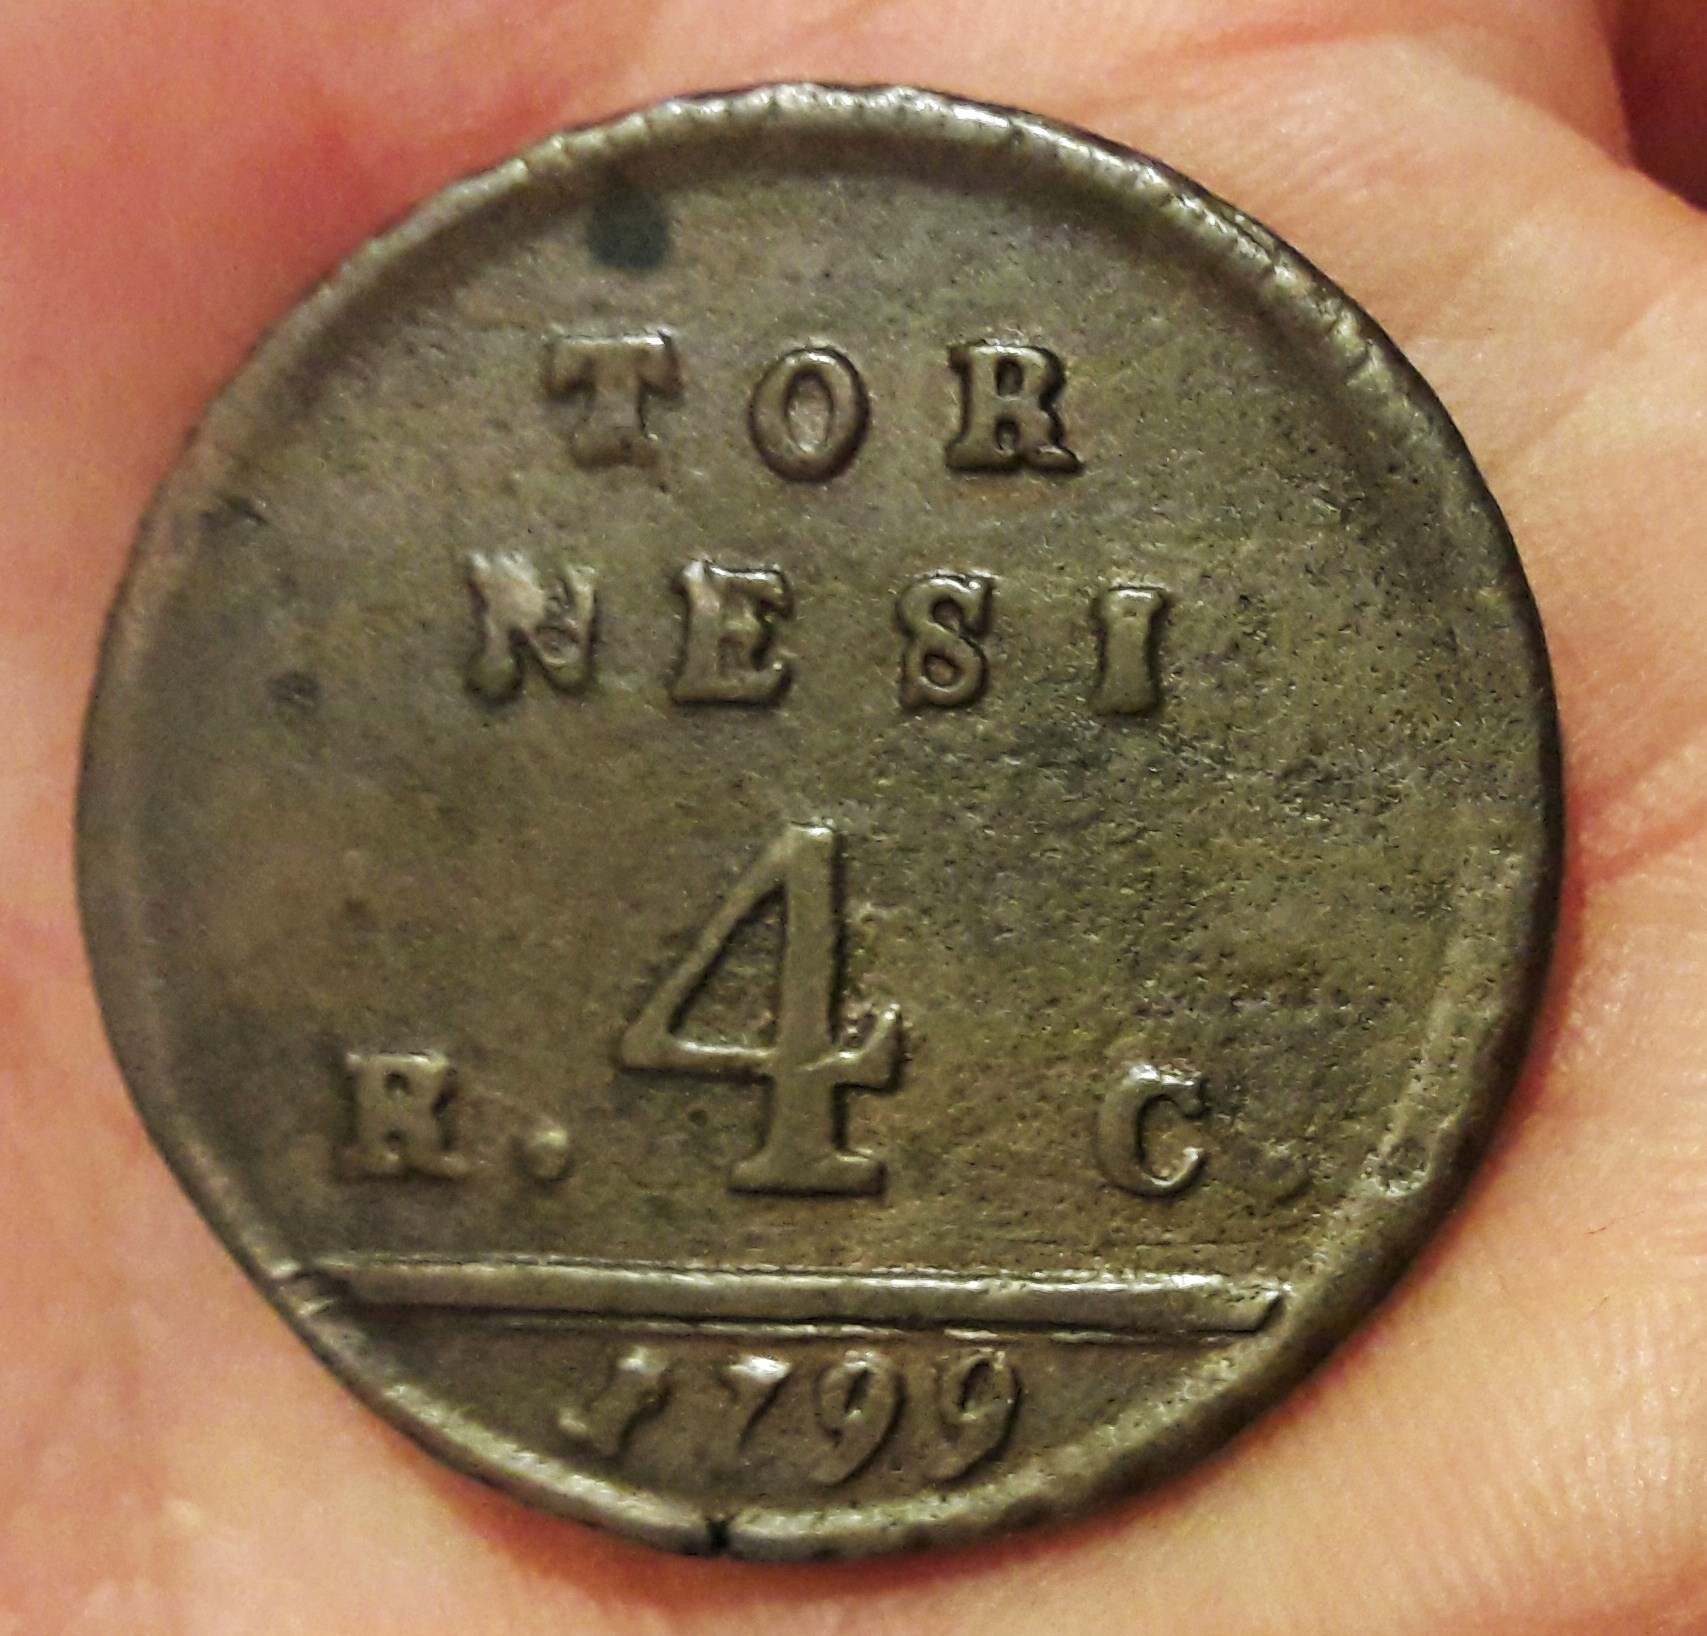 TOR
NESI
R. 4 C.
1799